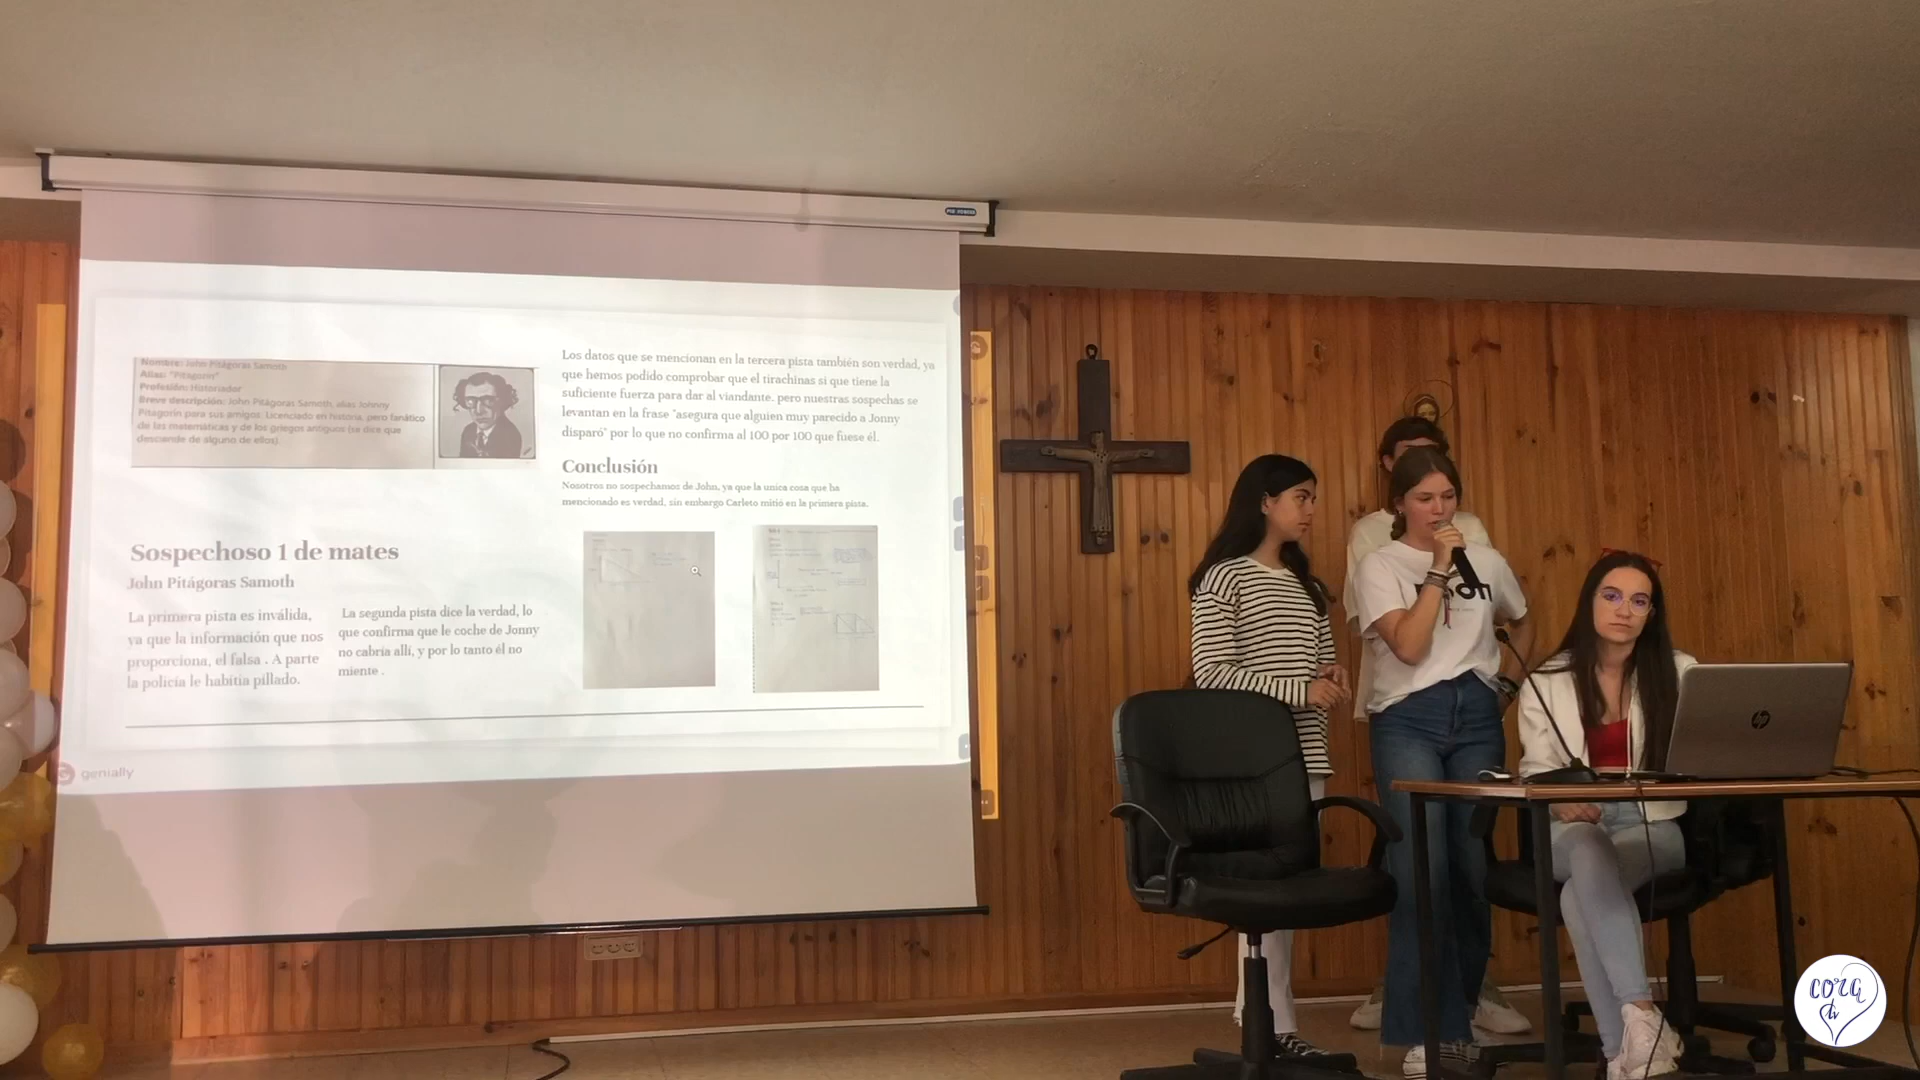 Nombre: John Pitágoras Samoth
Alias: "Pitagorín"
Profesión: Historiador
Breve descripción: John Pitágoras Samoth, alias Johnny
Pitagorín para sus amigos. Licenciado en historia, pero fanático
de las matemáticas y de los griegos antiguos (se dice que
desciende de alguno de ellos).
Sospechoso 1 de mates
John Pitágoras Samoth
La primera pista es inválida,
ya que la información que nos
proporciona, el falsa . A parte
la policía le habitia pillado.
La segunda pista dice la verdad, lo
que confirma que le coche de Jonny
no cabría allí, y por lo tanto él no
miente .
Los datos que se mencionan en la tercera pista también son verdad, ya
que hemos podido comprobar que el tirachinas si que tiene la
suficiente fuerza para dar al viandante. pero nuestras sospechas se
levantan en la frase "asegura que alguien muy parecido a Jonny
disparó" por lo que no confirma al 100 por 100 que fuese él.
Conclusión
Nosotros no sospechamos de John, ya que la unica cosa que ha
mencionado es verdad, sin embargo Carleto mitió en la primera pista.
genially
hp
cora
tv